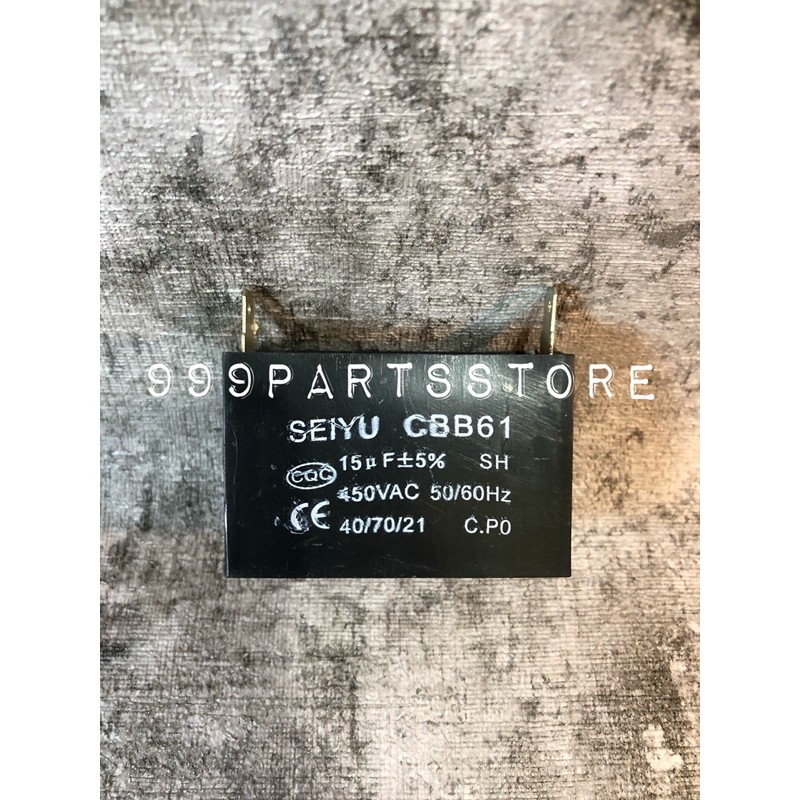 999PARTSSTORE
SEIYU CBB61
15μF±5% SH
CQC
450VAC 50/60Hz
CE
40/70/21 C.P0